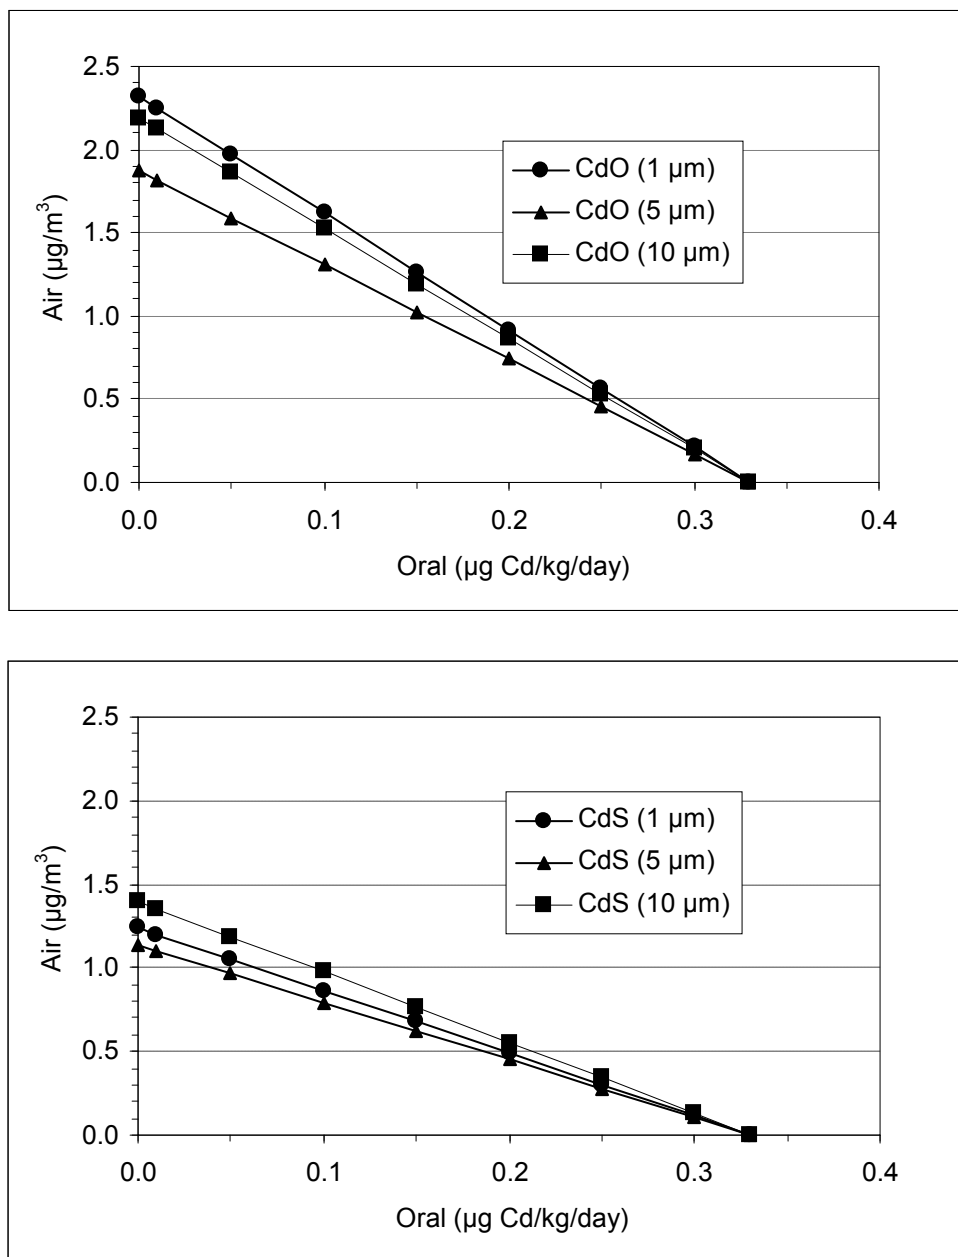 2.5
2.0
1.5
1.0
0.5
0.0
Air (µg/m³)
CdO (1 µm)
CdO (5 µm)
CdO (10 µm)
0.0 0.1 0.2 0.3 0.4
Oral (µg Cd/kg/day)
2.5
2.0
1.5
1.0
0.5
0.0
Air (µg/m³)
CdS (1 µm)
CdS (5 µm)
CdS (10 µm)
0.0 0.1 0.2 0.3 0.4
Oral (µg Cd/kg/day)